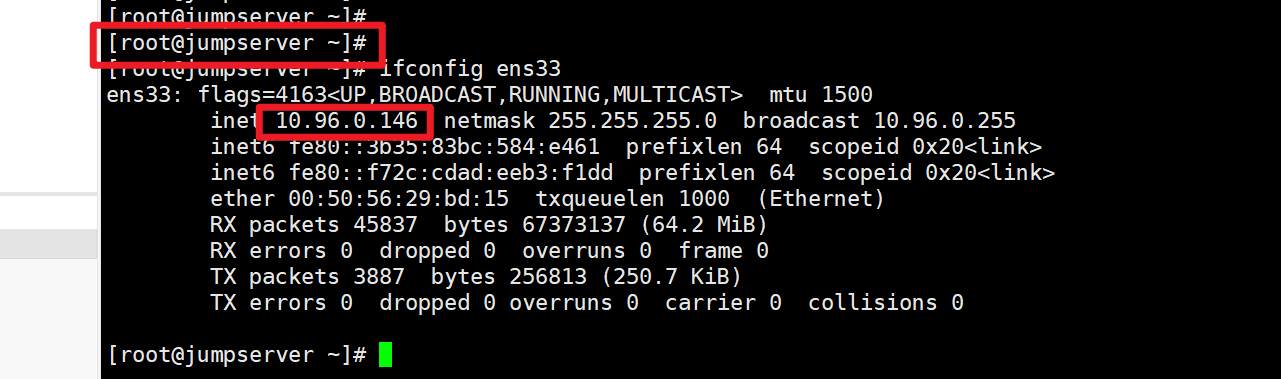 [root@jumpserver ~]#
[root@jumpserver ~]#
[root@jumpserver ~]# ifconfig ens33
ens33: flags=4163<UP,BROADCAST,RUNNING,MULTICAST>  mtu 1500
        inet 10.96.0.146  netmask 255.255.255.0  broadcast 10.96.0.255
        inet6 fe80::3b35:83bc:584:e461  prefixlen 64  scopeid 0x20<link>
        inet6 fe80::f72c:cdad:eeb3:f1dd  prefixlen 64  scopeid 0x20<link>
        ether 00:50:56:29:bd:15  txqueuelen 1000  (Ethernet)
        RX packets 45837  bytes 67373137 (64.2 MiB)
        RX errors 0  dropped 0  overruns 0  frame 0
        TX packets 3887  bytes 256813 (250.7 KiB)
        TX errors 0  dropped 0 overruns 0  carrier 0  collisions 0
[root@jumpserver ~]#